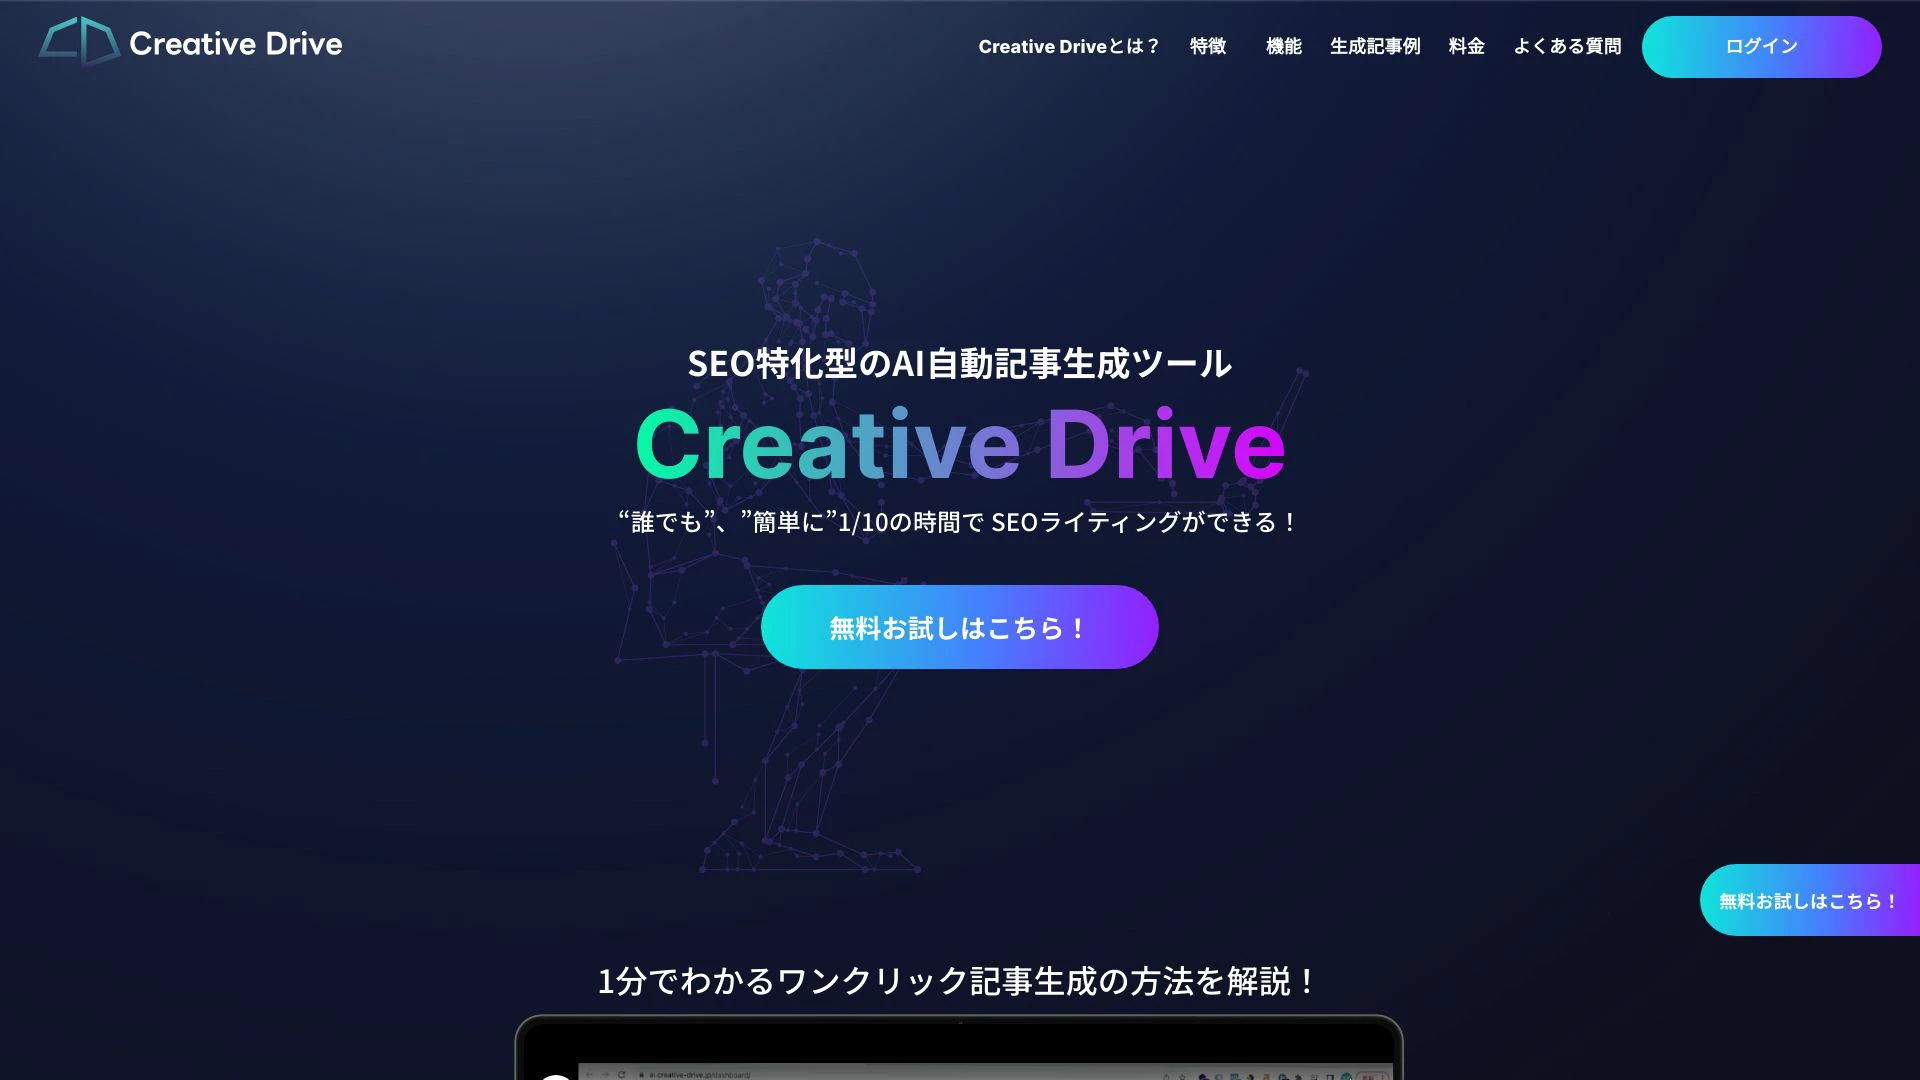 Creative Drive
Creative Driveとは？ 特徴 機能 生成記事例 料金 よくある質問 ログイン
SEO特化型のAI自動記事生成ツール
Creative Drive
“誰でも”、”簡単に”1/10の時間で SEOライティングができる！
無料お試しはこちら！
無料お試しはこちら！
1分でわかるワンクリック記事生成の方法を解説！
ai.creative-drive.jp/dashboard/